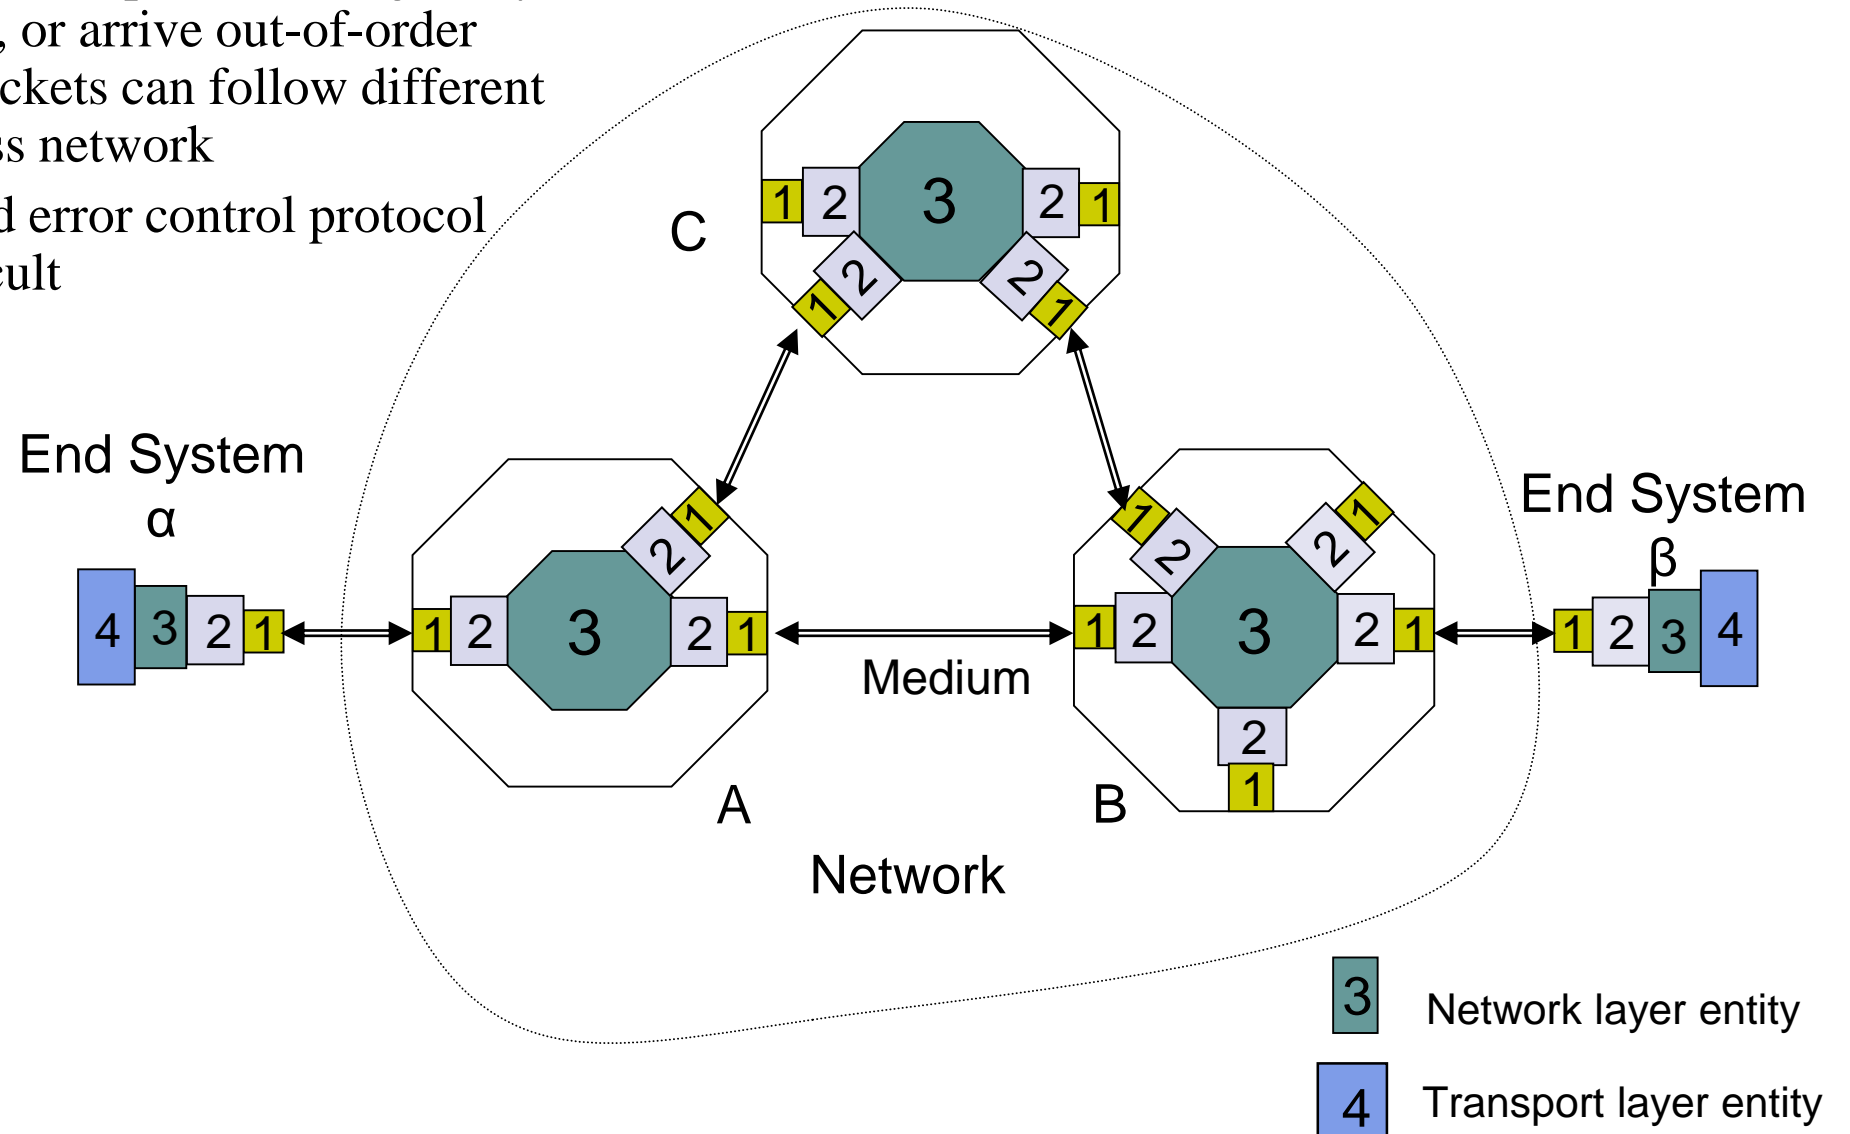 , or arrive out-of-order
ckets can follow different
ss network
d error control protocol
cult
3
1 2 2 1
C
2 2
1 1
End System
α
End System
β
1 1 1
2 2 2
4 3 2 1
1 2 3 2 1
1 2 3 2 1
1 2 3 4
Medium
2
1
A
B
Network
3 Network layer entity
4 Transport layer entity